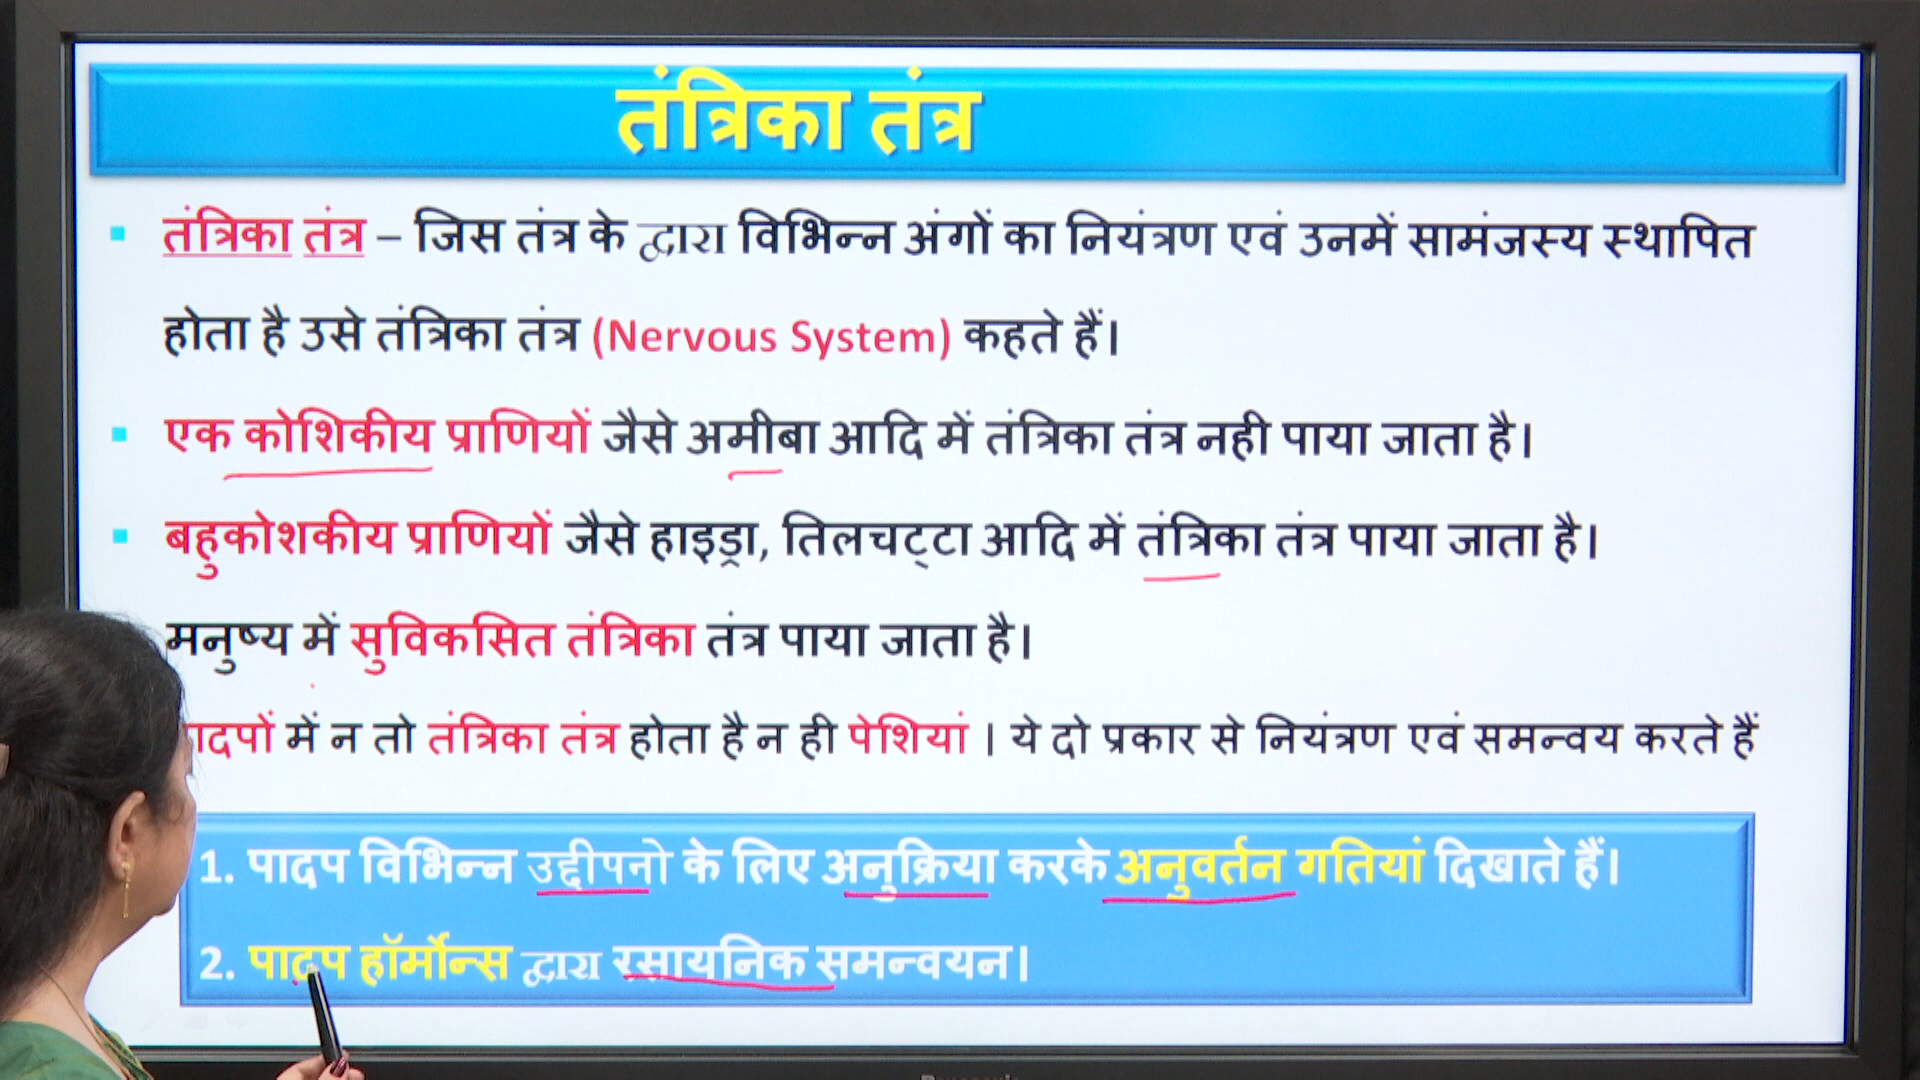 तंत्रिका तंत्र
तंत्रिका तंत्र – जिस तंत्र के द्वारा विभिन्न अंगों का नियंत्रण एवं उनमें सामंजस्य स्थापित
होता है उसे तंत्रिका तंत्र (Nervous System) कहते हैं।
एक कोशिकीय प्राणियों जैसे अमीबा आदि में तंत्रिका तंत्र नही पाया जाता है।
बहुकोशकीय प्राणियों जैसे हाइड्रा, तिलचट्टा आदि में तंत्रिका तंत्र पाया जाता है।
मनुष्य में सुविकसित तंत्रिका तंत्र पाया जाता है।
में न तो तंत्रिका तंत्र होता है न ही पेशियां । ये दो प्रकार से नियंत्रण एवं समन्वय करते हैं
1. पादप विभिन्न उद्दीपनो के लिए अनुक्रिया करके अनुवर्तन गतियां दिखाते हैं।
2. पादप हॉर्मोन्स द्वारा रसायनिक समन्वयन।